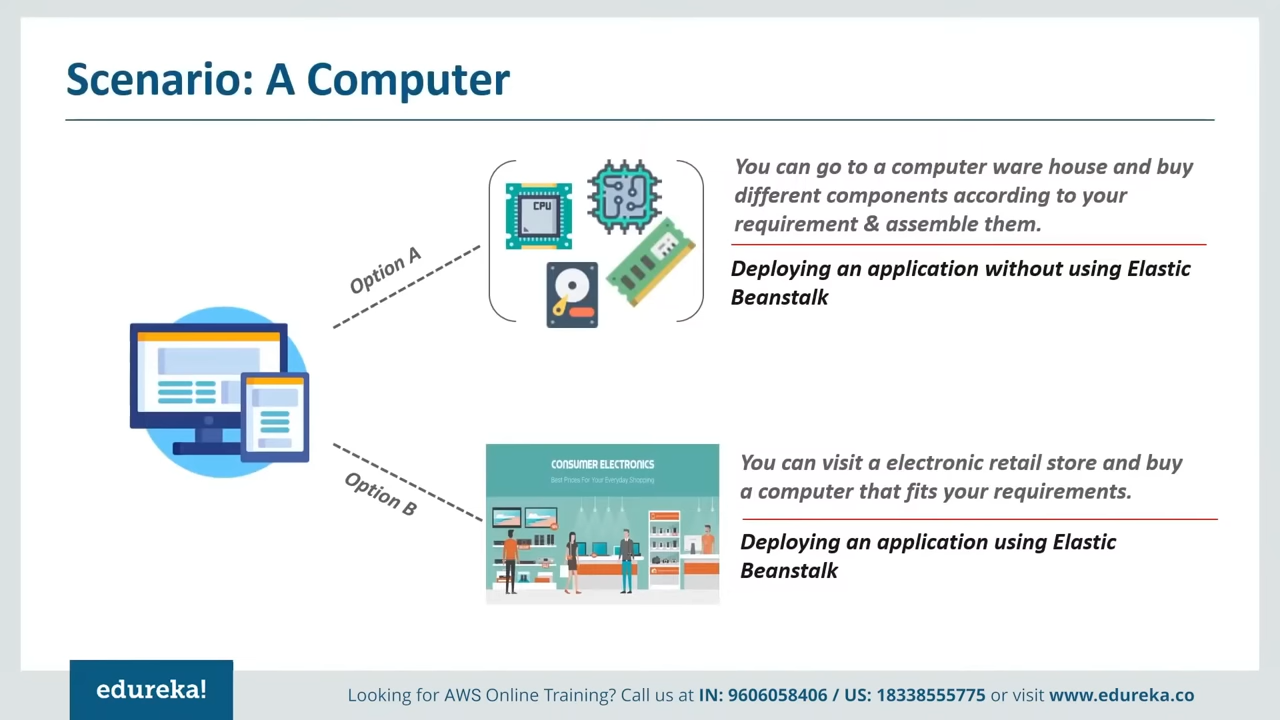 Scenario: A Computer
Option A
CPU
You can go to a computer ware house and buy
different components according to your
requirement & assemble them.
Deploying an application without using Elastic
Beanstalk
Option B
CONSUMER ELECTRONICS
Best Prices For Your Everyday Shopping
You can visit a electronic retail store and buy
a computer that fits your requirements.
Deploying an application using Elastic
Beanstalk
edureka!
Looking for AWS Online Training? Call us at IN: 9606058406 / US: 18338555775 or visit www.edureka.co